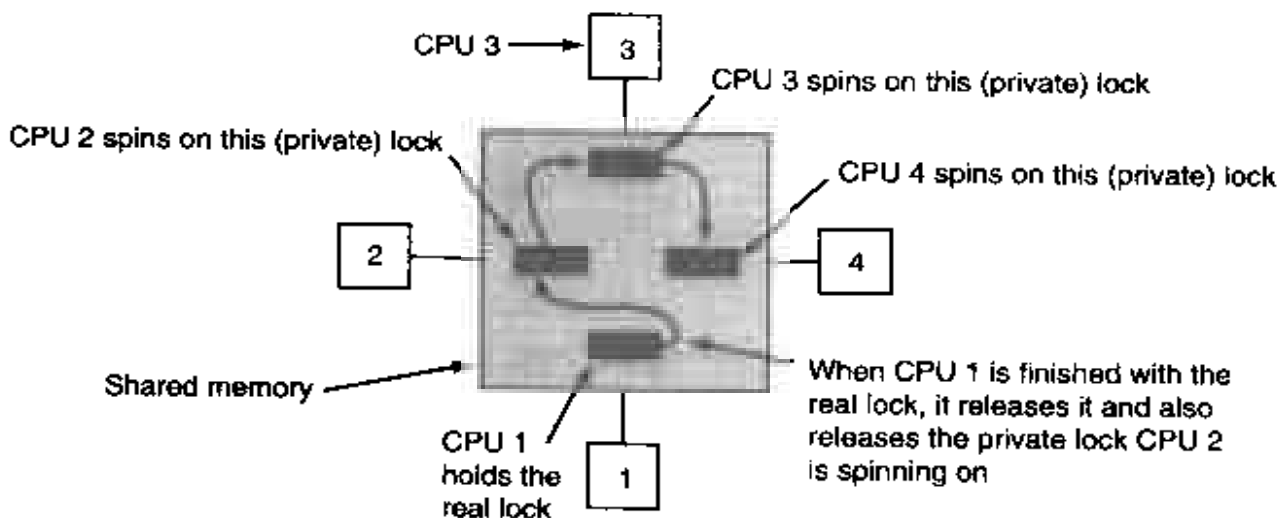 CPU 3
3
CPU 3 spins on this (private) lock
CPU 2 spins on this (private) lock
CPU 4 spins on this (private) lock
2
4
Shared memory
When CPU 1 is finished with the
real lock, it releases it and also
releases the private lock CPU 2
is spinning on
CPU 1
holds the
real lock
1